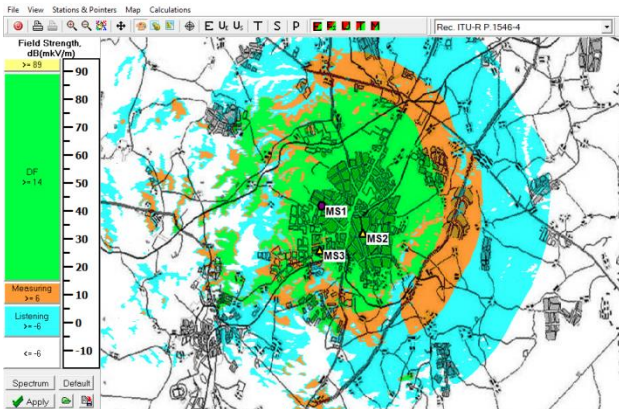 File View Stations & Pointers Map Calculations
E Us Us T S P
Rec. ITU-R P.1546-4
Field Strength,
dB(mkV/m)
>= 89
90
80
70
60
DF
>= 14
50
40
30
20
Measuring
>= 6
10
Listening
>= -6
0
<= -6
-10
Spectrum Default
Apply
MS1
MS2
MS3